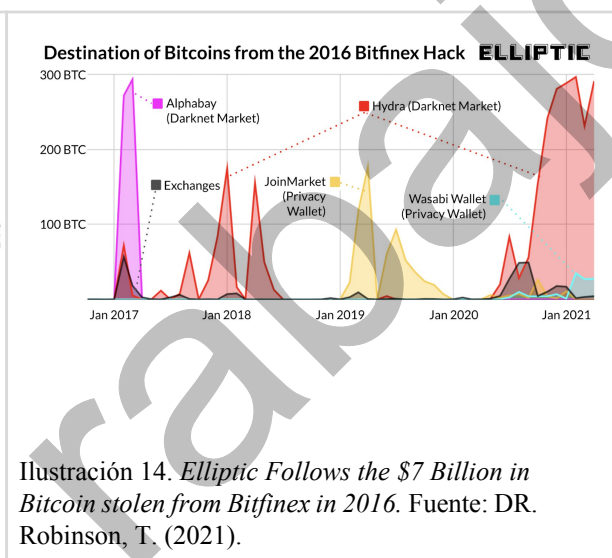 Destination of Bitcoins from the 2016 Bitfinex Hack ELLIPTIC
300 BTC
200 BTC
100 BTC
Alphabay
(Darknet Market)
Hydra (Darknet Market)
Exchanges
JoinMarket
(Privacy
Wallet)
Wasabi Wallet
(Privacy Wallet)
Jan 2017 Jan 2018 Jan 2019 Jan 2020 Jan 2021
Ilustración 14. Elliptic Follows the $7 Billion in
Bitcoin stolen from Bitfinex in 2016. Fuente: DR.
Robinson, T. (2021).
rabaj